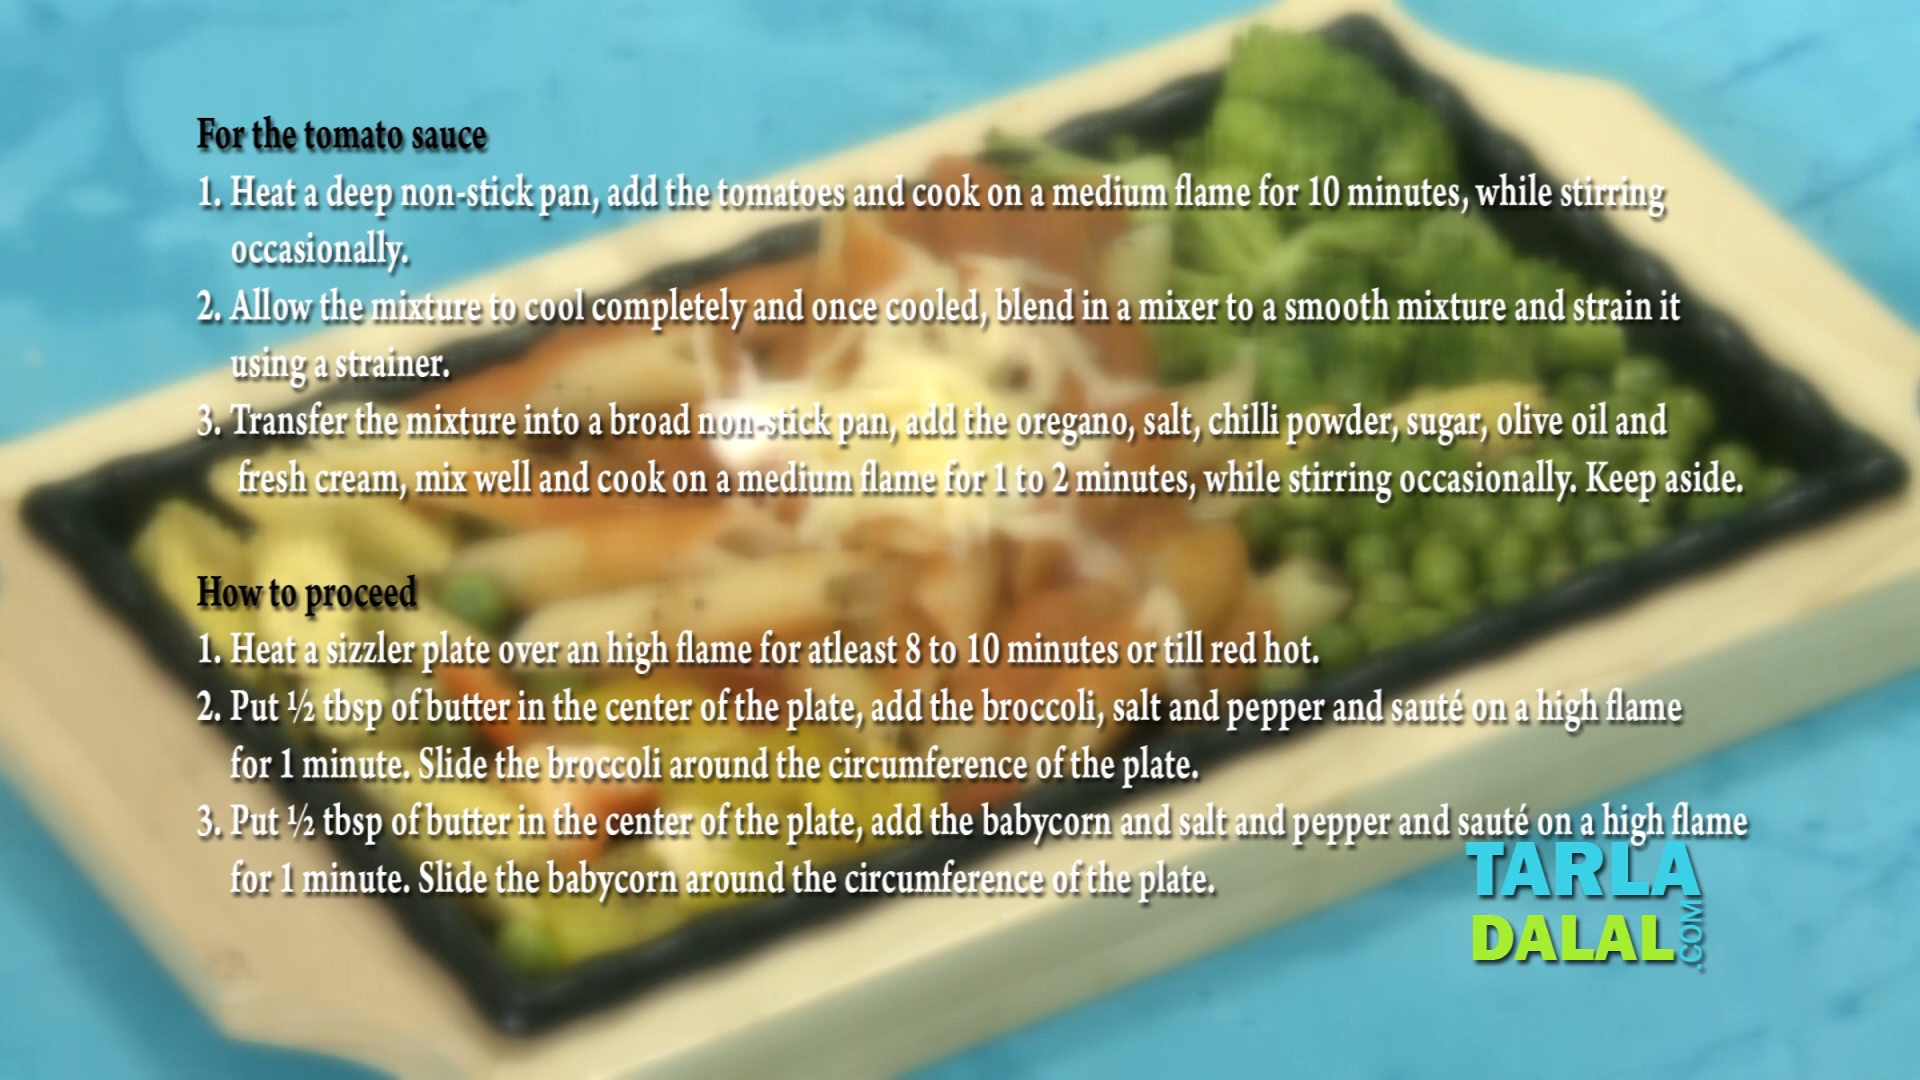 For the tomato sauce
1. Heat a deep non-stick pan, add the tomatoes and cook on a medium flame for 10 minutes, while stirring
occasionally.
2. Allow the mixture to cool completely and once cooled, blend in a mixer to a smooth mixture and strain it
using a strainer.
3. Transfer the mixture into a broad non-stick pan, add the oregano, salt, chilli powder, sugar, olive oil and
fresh cream, mix well and cook on a medium flame for 1 to 2 minutes, while stirring occasionally. Keep aside.
How to proceed
1. Heat a sizzler plate over an high flame for atleast 8 to 10 minutes or till red hot.
2. Put ½ tbsp of butter in the center of the plate, add the broccoli, salt and pepper and sauté on a high flame
for 1 minute. Slide the broccoli around the circumference of the plate.
3. Put ½ tbsp of butter in the center of the plate, add the babycorn and salt and pepper and sauté on a high flame
for 1 minute. Slide the babycorn around the circumference of the plate.
TARLA
DALAL
.COM